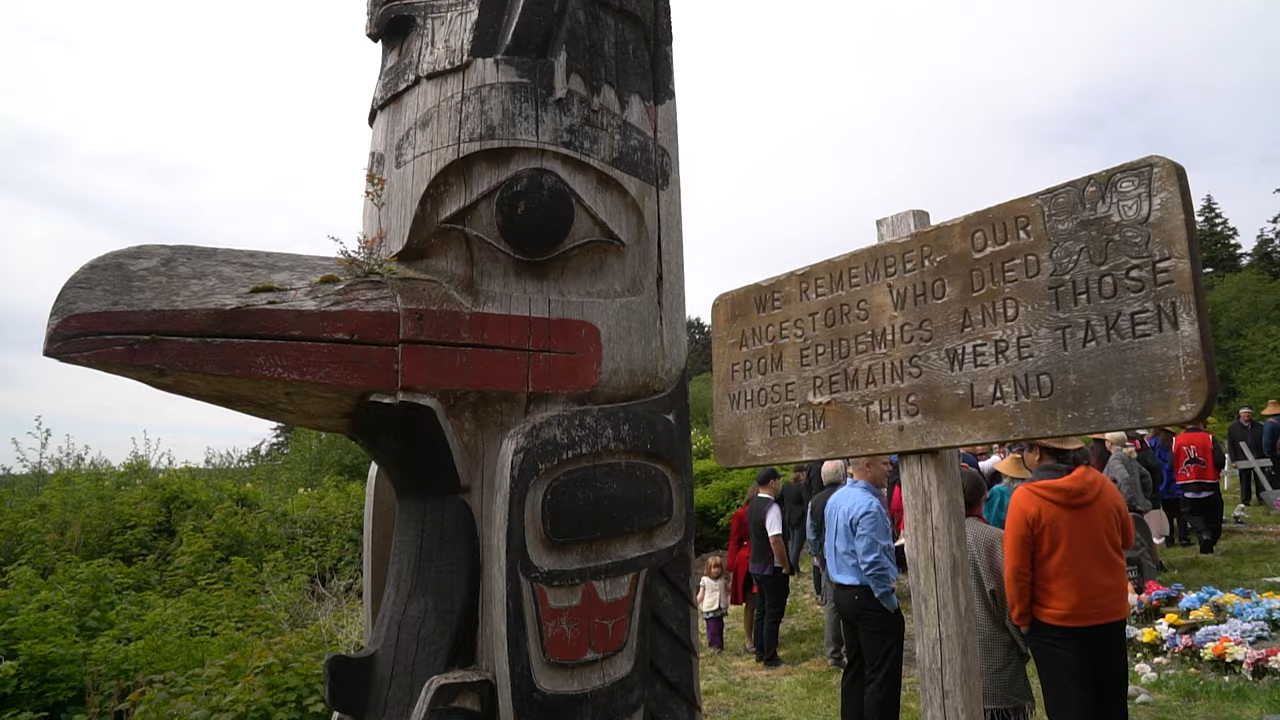 WE REMEMBER OUR
ANCESTORS WHO DIED
FROM EPIDEMICS AND THOSE
WHOSE REMAINS WERE TAKEN
FROM THIS LAND